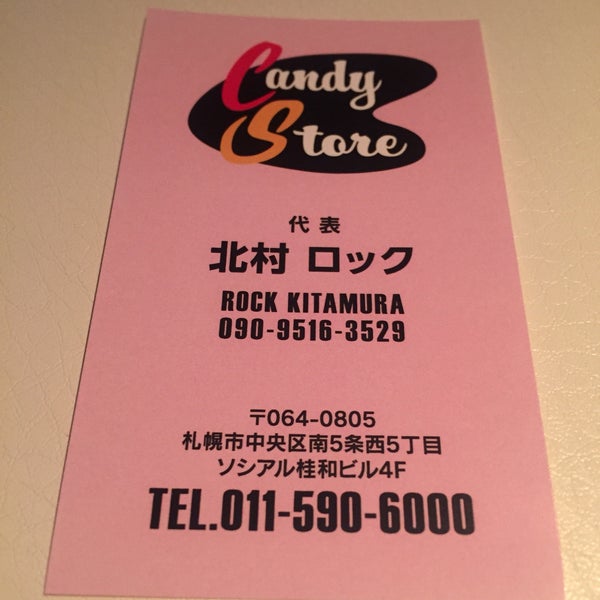 Candy
Store
代表
北村 ロック
ROCK KITAMURA
090-9516-3529
〒064-0805
札幌市中央区南5条西5丁目
ソシアル桂和ビル4F
TEL.011-590-6000